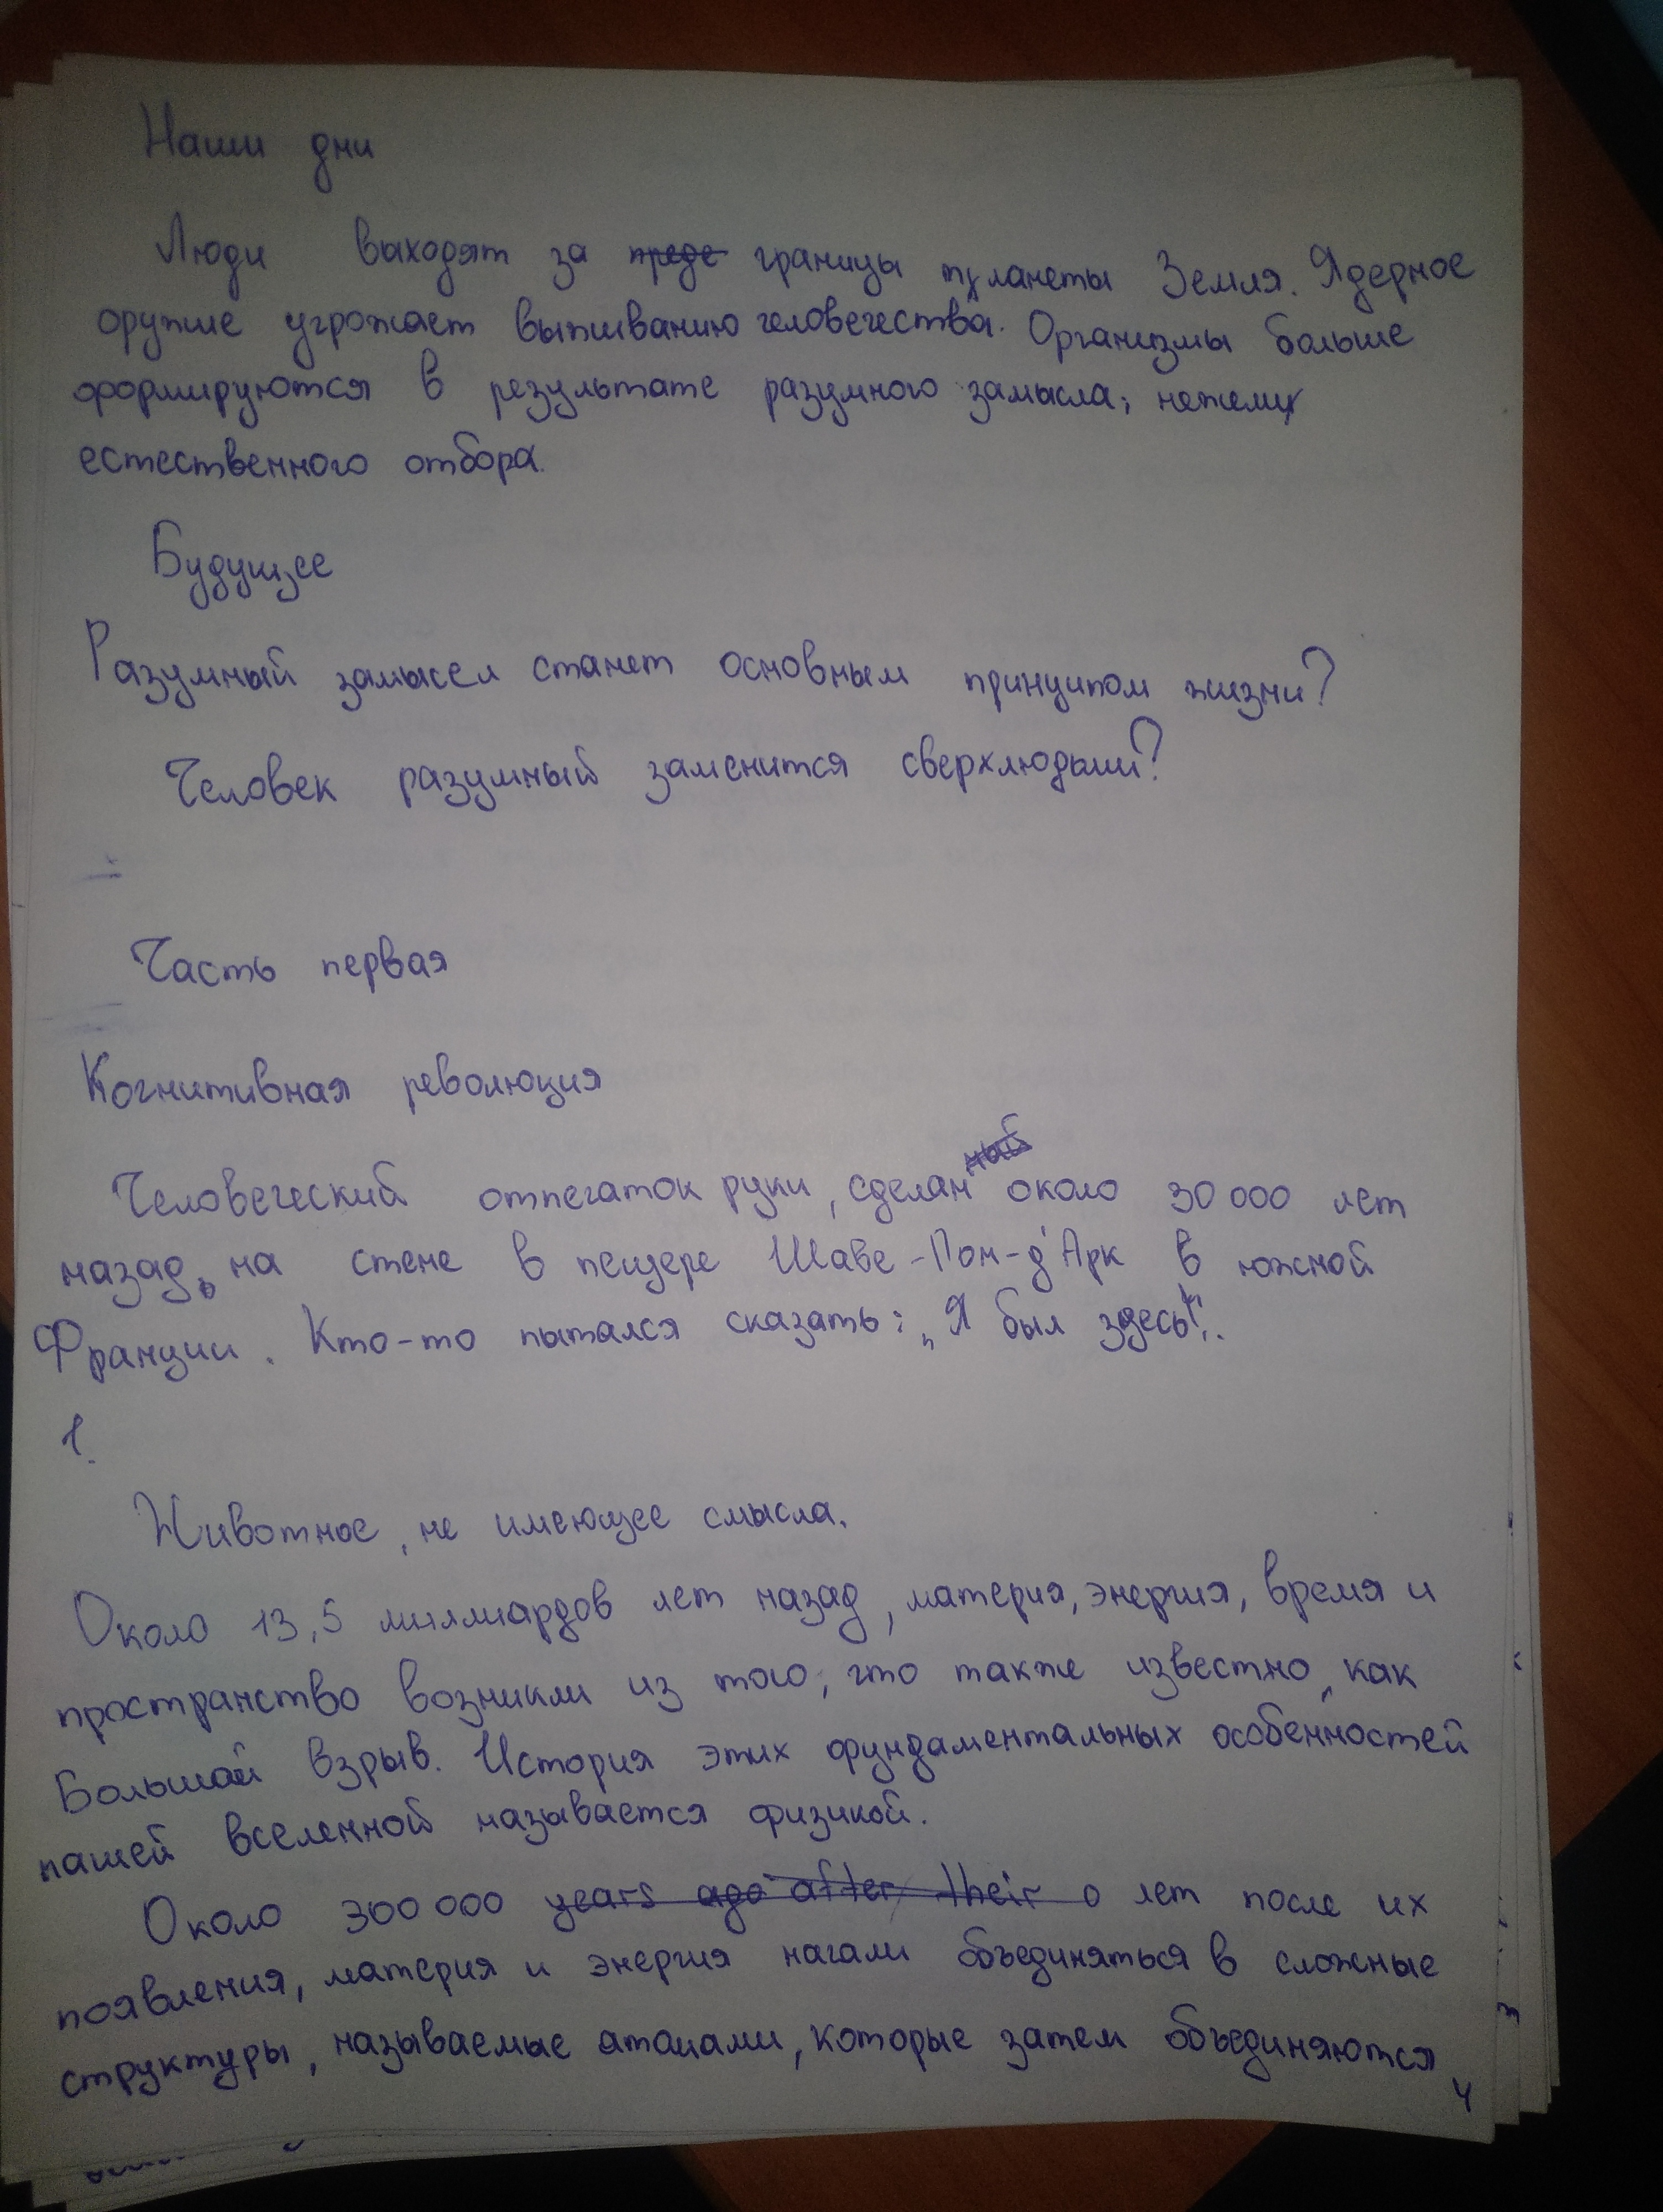 Наши дни
Люди выходят за преде границы планеты Земля. Ядерное
оружие угрожает выживанию человечества. Организмы больше
формируются в результате разумного замысла, нежели
естественного отбора.
Будущее
Разумный замысел станет основным принципом жизни?
Человек разумный заменится сверхлюдьми?
Часть первая
Когнитивная революция
Человеческий отпечаток руки, сделан ный около 30 000 лет
назад, на стене в пещере Шаве-Пон-д'Арк в южной
Франции. Кто-то пытался сказать: „Я был здесь!".
1.
Животное, не имеющее смысла.
Около 13,5 миллиардов лет назад, материя, энергия, время и
пространство возникли из того, что также известно, как
Большой взрыв. История этих фундаментальных особенностей
нашей вселенной называется физикой.
Около 300 000 years ago after their о лет после их
появления, материя и энергия начали объединяться в сложные
структуры, называемые атомами, которые затем объединяются
4